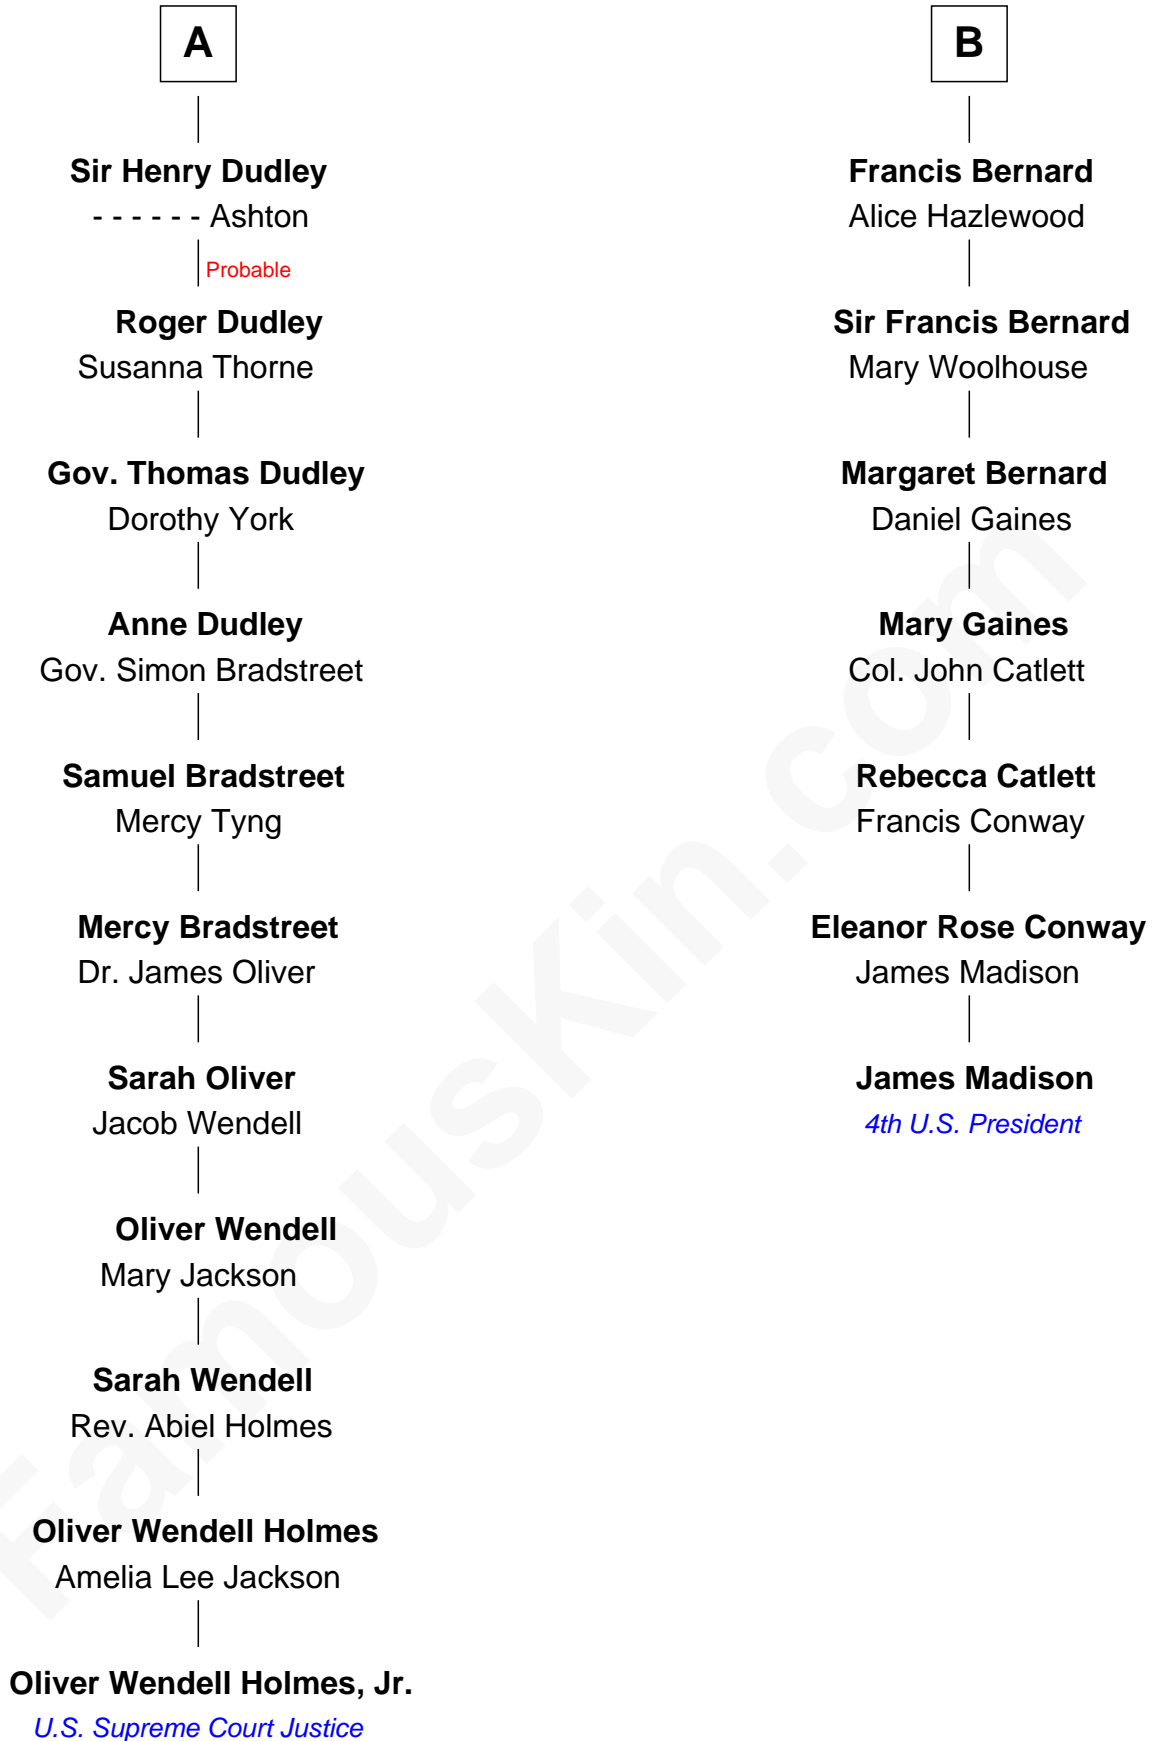 A
Sir Henry Dudley
- - - - - - Ashton
Probable
Roger Dudley
Susanna Thorne
Gov. Thomas Dudley
Dorothy York
Anne Dudley
Gov. Simon Bradstreet
Samuel Bradstreet
Mercy Tyng
Mercy Bradstreet
Dr. James Oliver
Sarah Oliver
Jacob Wendell
Oliver Wendell
Mary Jackson
Sarah Wendell
Rev. Abiel Holmes
Oliver Wendell Holmes
Amelia Lee Jackson
Oliver Wendell Holmes, Jr.
U.S. Supreme Court Justice
B
Francis Bernard
Alice Hazlewood
Sir Francis Bernard
Mary Woolhouse
Margaret Bernard
Daniel Gaines
Mary Gaines
Col. John Catlett
Rebecca Catlett
Francis Conway
Eleanor Rose Conway
James Madison
James Madison
4th U.S. President
FamousKin.com